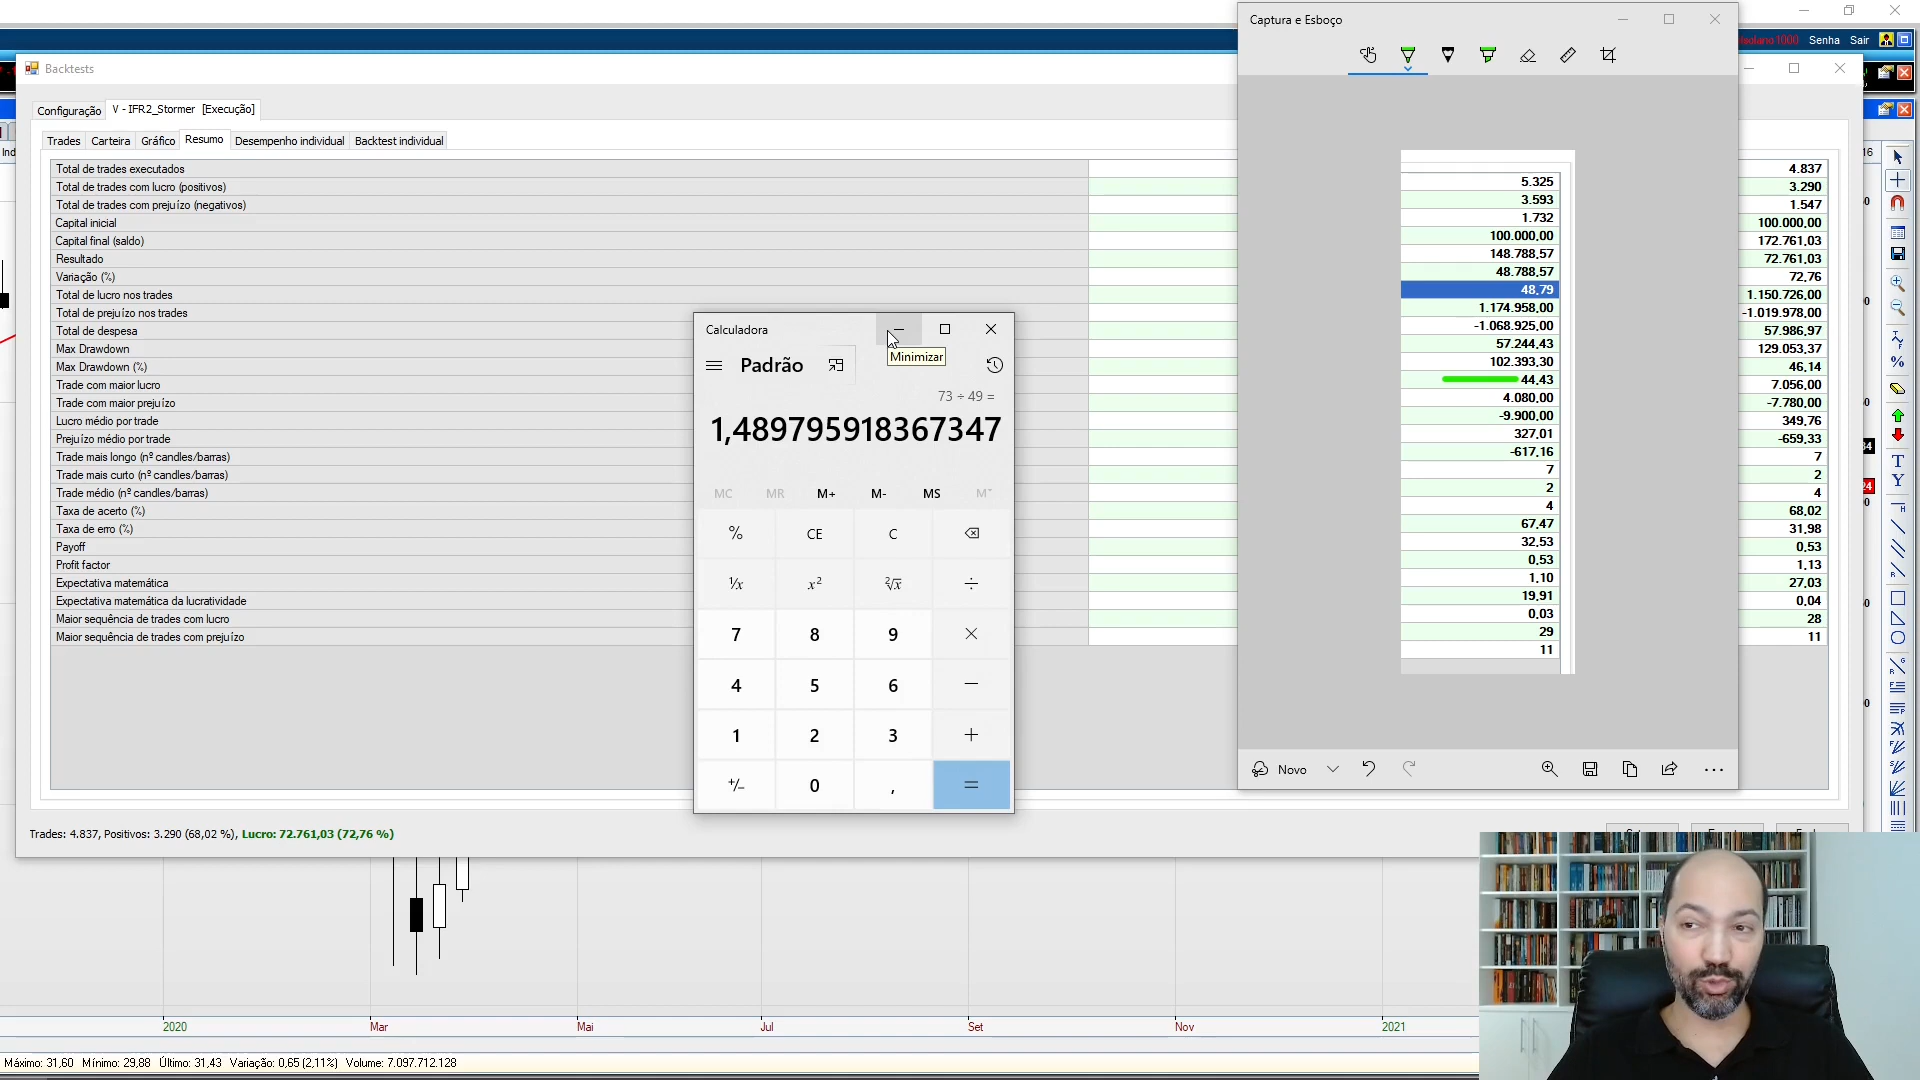 Captura e Esboço
Senha Sair
Backtests
Configuração V - IFR2_Stormer [Execução]
Trades Carteira Gráfico Resumo Desempenho individual Backtest individual
Total de trades executados 4.837
Total de trades com lucro (positivos) 3.290
Total de trades com prejuízo (negativos) 1.547
Capital inicial 100.000,00
Capital final (saldo) 172.761,03
Resultado 72.761,03
Variação (%) 72,76
Total de lucro nos trades 1.150.726,00
Total de prejuízo nos trades -1.019.978,00
Total de despesa 57.986,97
Max Drawdown 129.053,37
Max Drawdown (%) 46,14
Trade com maior lucro 7.056,00
Trade com maior prejuízo -7.780,00
Lucro médio por trade 349,76
Prejuízo médio por trade -659,33
Trade mais longo (nº candles/barras) 7
Trade mais curto (nº candles/barras) 2
Trade médio (nº candles/barras) 4
Taxa de acerto (%) 68,02
Taxa de erro (%) 31,98
Payoff 0,53
Profit factor 1,13
Expectativa matemática 27,03
Expectativa matemática da lucratividade 0,04
Maior sequência de trades com lucro 28
Maior sequência de trades com prejuízo 11
5.325
3.593
1.732
100.000,00
148.788,57
48.788,57
48,79
1.174.958,00
-1.068.925,00
57.244,43
102.393,30
44,43
4.080,00
-9.900,00
327,01
-617,16
7
2
4
67,47
32,53
0,53
1,10
19,91
0,03
29
11
Novo
Calculadora
Minimizar
Padrão
73 ÷ 49 =
1,489795918367347
MC MR M+ M- MS
% CE C
¹/x x² ²√x ÷
7 8 9 ×
4 5 6 −
1 2 3 +
+/- 0 , =
Trades: 4.837, Positivos: 3.290 (68,02 %), Lucro: 72.761,03 (72,76 %)
2020 Mar Mai Jul Set Nov 2021
Máximo: 31,60 Mínimo: 29,88 Último: 31,43 Variação: 0,65 (2,11%) Volume: 7.097.712.128